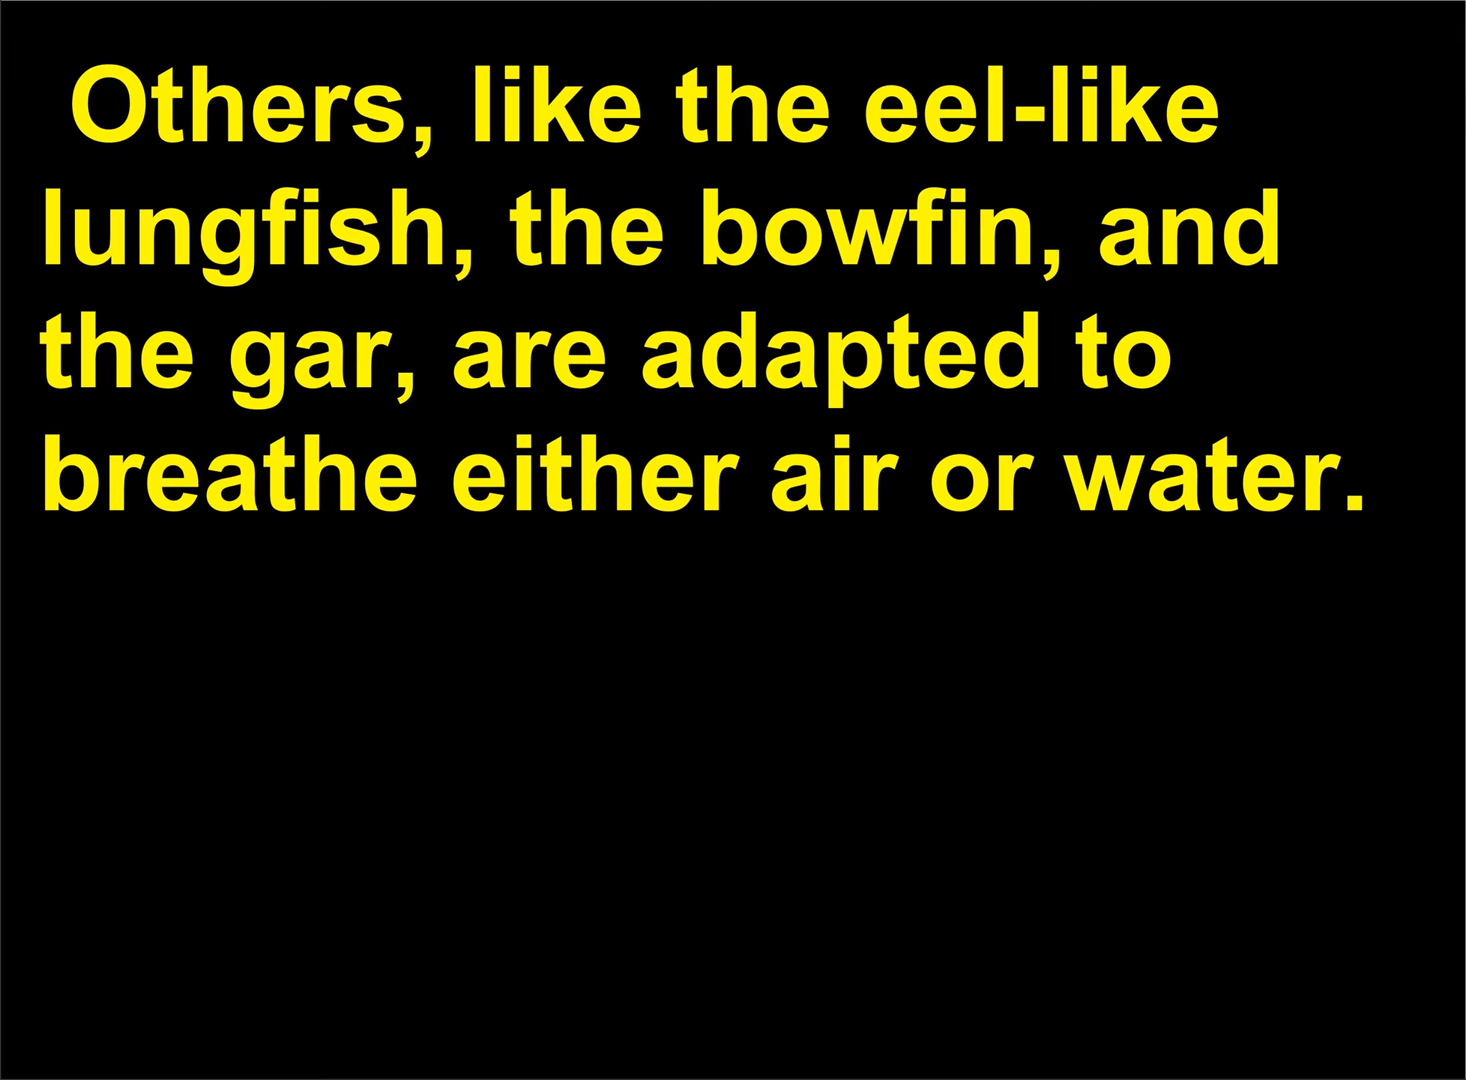 Others, like the eel-like
lungfish, the bowfin, and
the gar, are adapted to
breathe either air or water.